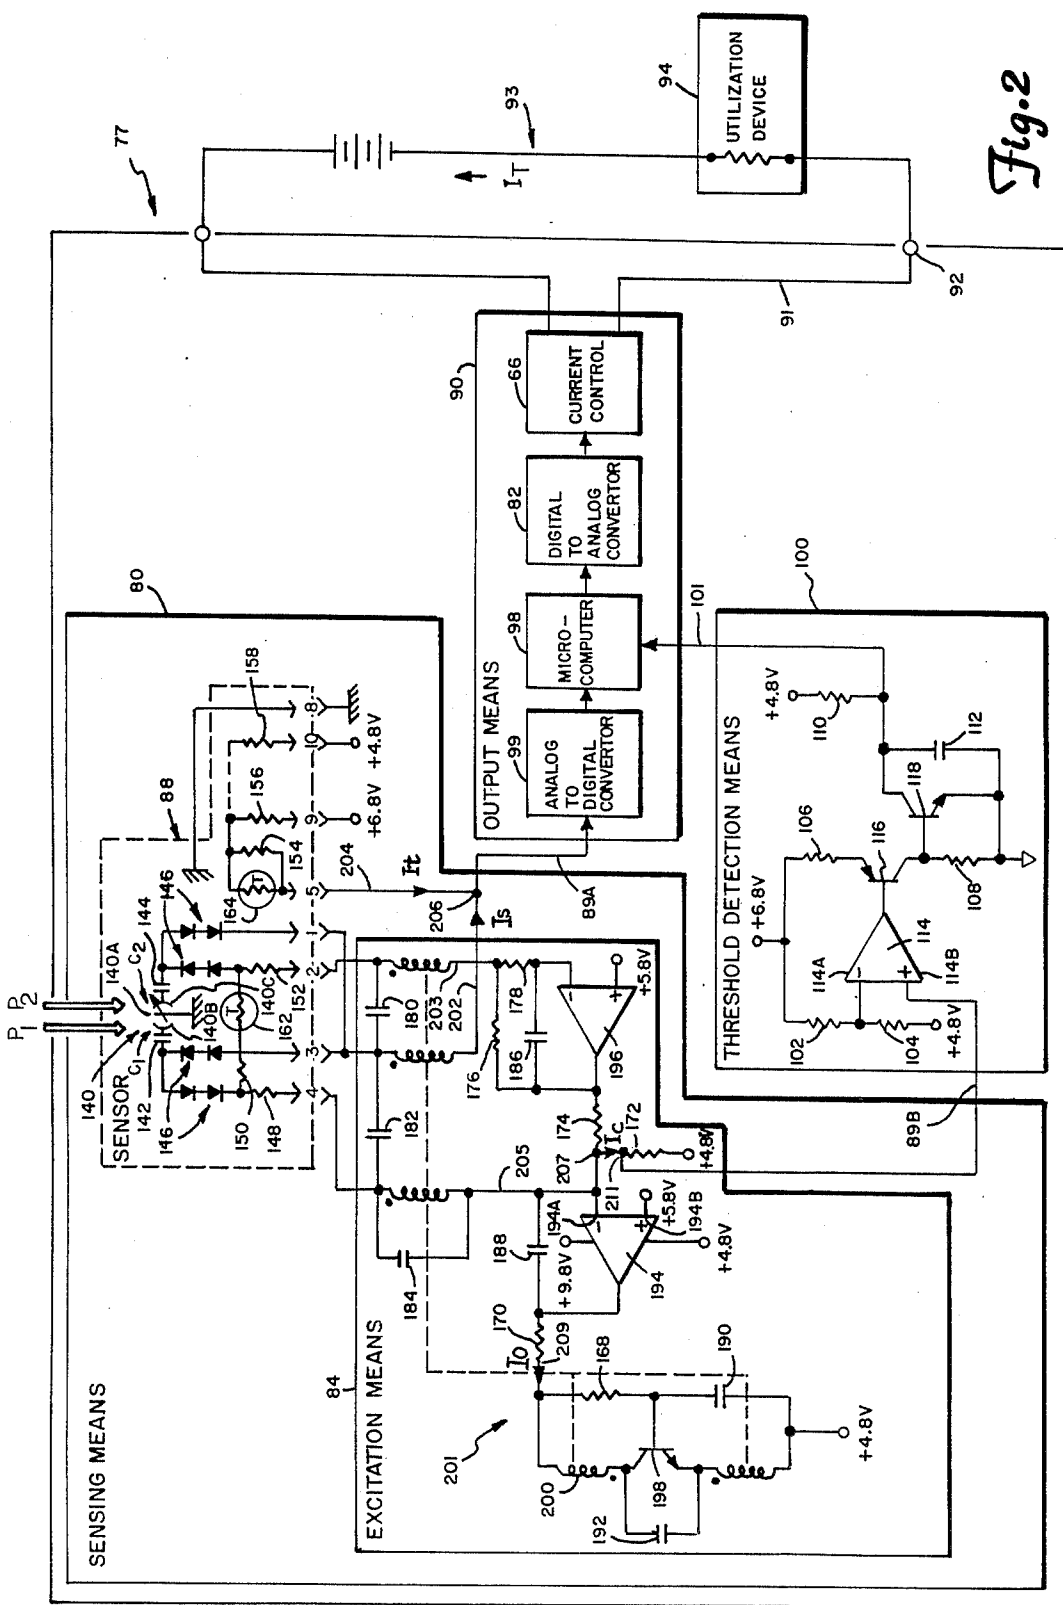 Fig. 2
77
SENSING MEANS
80
P1 P2
140
C1
C2
140A
144
146
88
SENSOR
142
140B
140C
164
154
156
158
146
150
148
162
152
4
3
2
1
5
9
10
8
+6.8V
+4.8V
204
It
206
Is
89A
84
EXCITATION MEANS
184
182
180
203
202
205
176
178
186
196
+5.8V
174
207
Ic
211
172
+4.8V
188
194A
+9.8V
194
+5.8V
194B
+4.8V
170
Io
209
201
168
190
200
198
192
+4.8V
89B
90
OUTPUT MEANS
99
ANALOG
TO
DIGITAL
CONVERTOR
98
MICRO-
COMPUTER
82
DIGITAL
TO
ANALOG
CONVERTOR
66
CURRENT
CONTROL
91
92
93
IT
94
UTILIZATION
DEVICE
101
100
THRESHOLD DETECTION MEANS
+6.8V
102
104
+4.8V
106
116
114A
114
114B
108
118
110
+4.8V
112
T
T
−
+
−
+
−
+